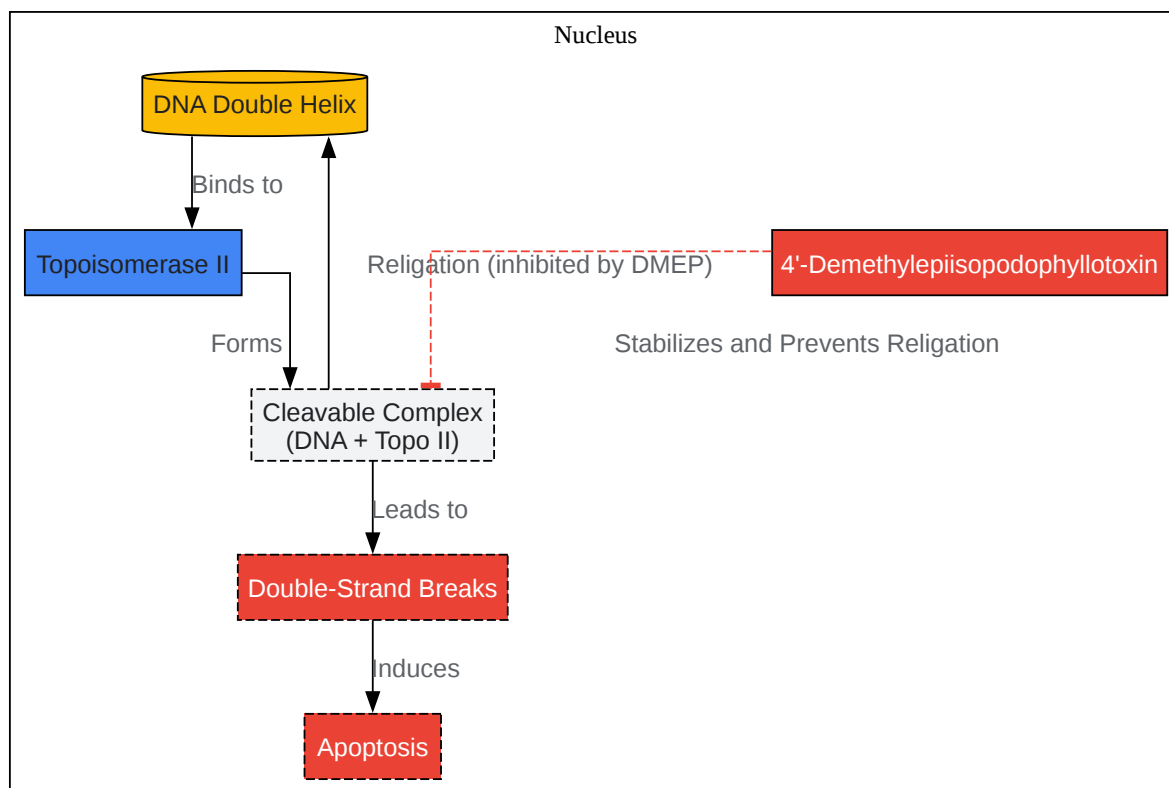 Nucleus
DNA Double Helix
Binds to
Topoisomerase II
Religation (inhibited by DMEP)
4'-Demethylepiisopodophyllotoxin
Forms
Stabilizes and Prevents Religation
Cleavable Complex
(DNA + Topo II)
Leads to
Double-Strand Breaks
Induces
Apoptosis